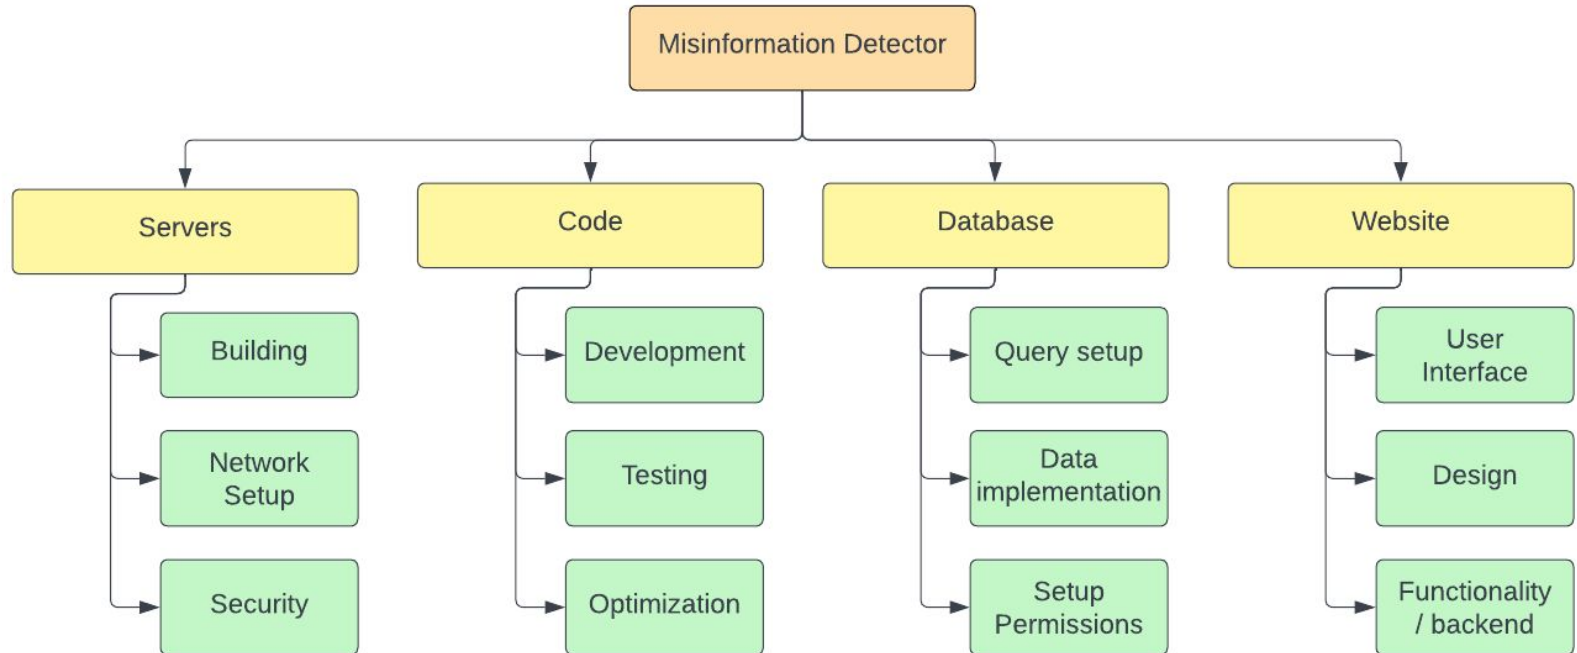 Misinformation Detector
Servers
Building
Network
Setup
Security
Code
Development
Testing
Optimization
Database
Query setup
Data
implementation
Setup
Permissions
Website
User
Interface
Design
Functionality
/ backend